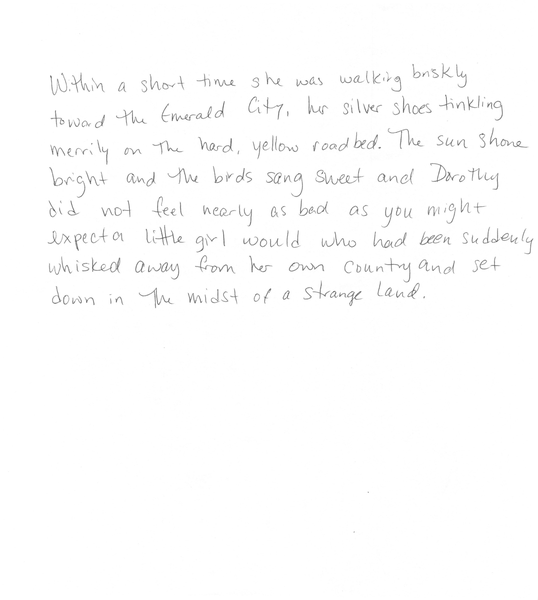 Within a short time she was walking briskly
toward the Emerald City, her silver shoes tinkling
merrily on the hard, yellow roadbed. The sun shone
bright and the birds sang sweet and Dorothy
did not feel nearly as bad as you might
expect a little girl would who had been suddenly
whisked away from her own country and set
down in the midst of a strange land.